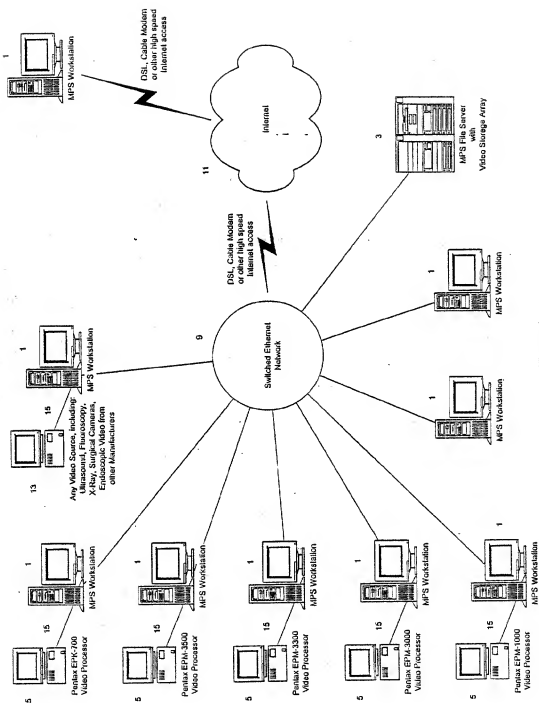 1
MPS Workstation
DSL, Cable Modem
or other high speed
Internet access
11
Internet
DSL, Cable Modem
or other high speed
Internet access
3
MPS File Server
with
Video Storage Array
9
Switched Ethernet
Network
1
MPS Workstation
15
13
Any Video Source, including:
Ultrasound, Fluoroscopy,
X-Ray, Surgical Cameras,
Endoscopic Video from
other Manufacturers
1
MPS Workstation
1
MPS Workstation
5
Pentax EPK-700
Video Processor
15
1
MPS Workstation
5
Pentax EPM-3500
Video Processor
15
1
MPS Workstation
5
Pentax EPM-3300
Video Processor
15
1
MPS Workstation
5
Pentax EPM-3000
Video Processor
15
1
MPS Workstation
5
Pentax EPM-1000
Video Processor
15
1
MPS Workstation